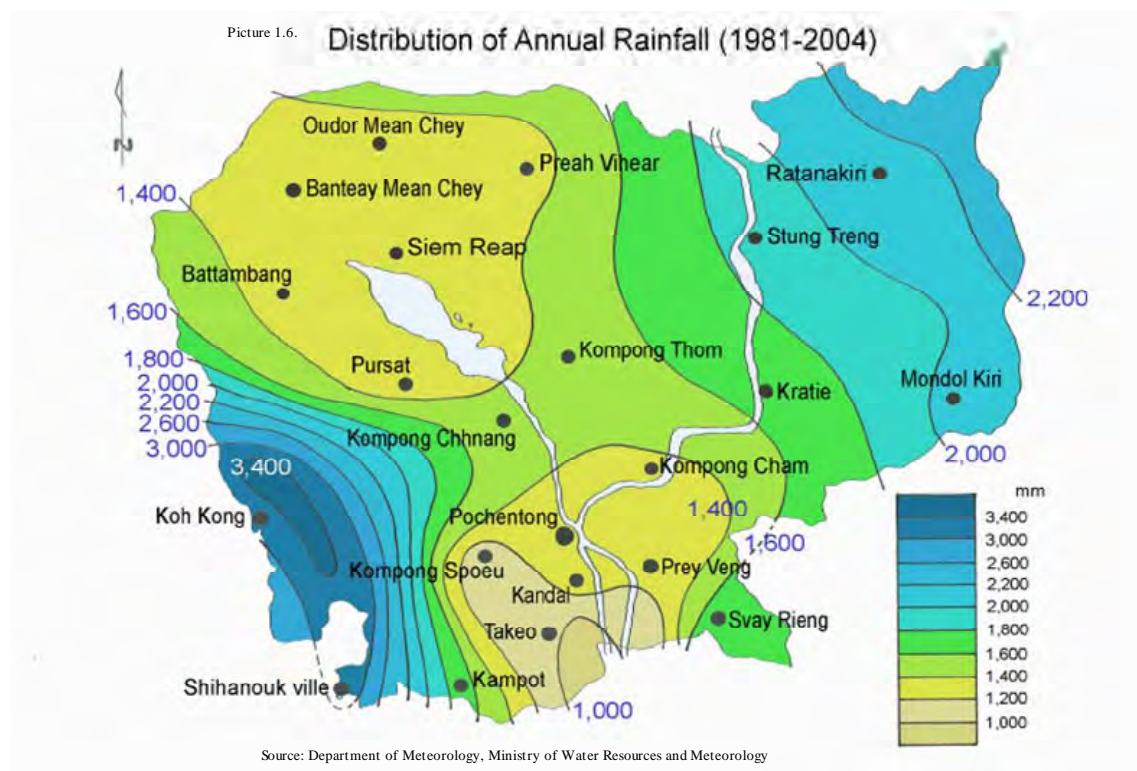 Picture 1.6.
Distribution of Annual Rainfall (1981-2004)
N
Oudor Mean Chey
Preah Vihear
Ratanakiri
1,400
Banteay Mean Chey
Siem Reap
Stung Treng
Battambang
2,200
1,600
1,800
Kompong Thom
Pursat
2,000
Mondol Kiri
Kratie
2,200
2,600
Kompong Chhnang
3,000
2,000
3,400
Kompong Cham
mm
1,400
Koh Kong
Pochentong
3,400
1,600
3,000
Kompong Spoeu
Prey Veng
2,600
2,200
Kandal
2,000
Svay Rieng
Takeo
1,800
1,600
Kampot
1,400
Shihanouk ville
1,200
1,000
1,000
Source: Department of Meteorology, Ministry of Water Resources and Meteorology